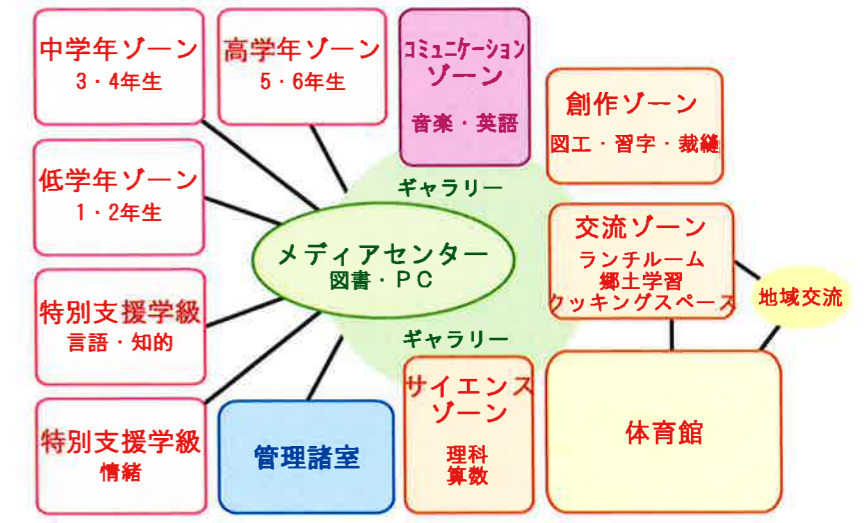 中学年ゾーン
3・4年生
高学年ゾーン
5・6年生
コミュニケーション
ゾーン
音楽・英語
創作ゾーン
図工・習字・裁縫
低学年ゾーン
1・2年生
ギャラリー
メディアセンター
図書・PC
交流ゾーン
ランチルーム
郷土学習
クッキングスペース
地域交流
特別支援学級
言語・知的
ギャラリー
特別支援学級
情緒
管理諸室
サイエンス
ゾーン
理科
算数
体育館